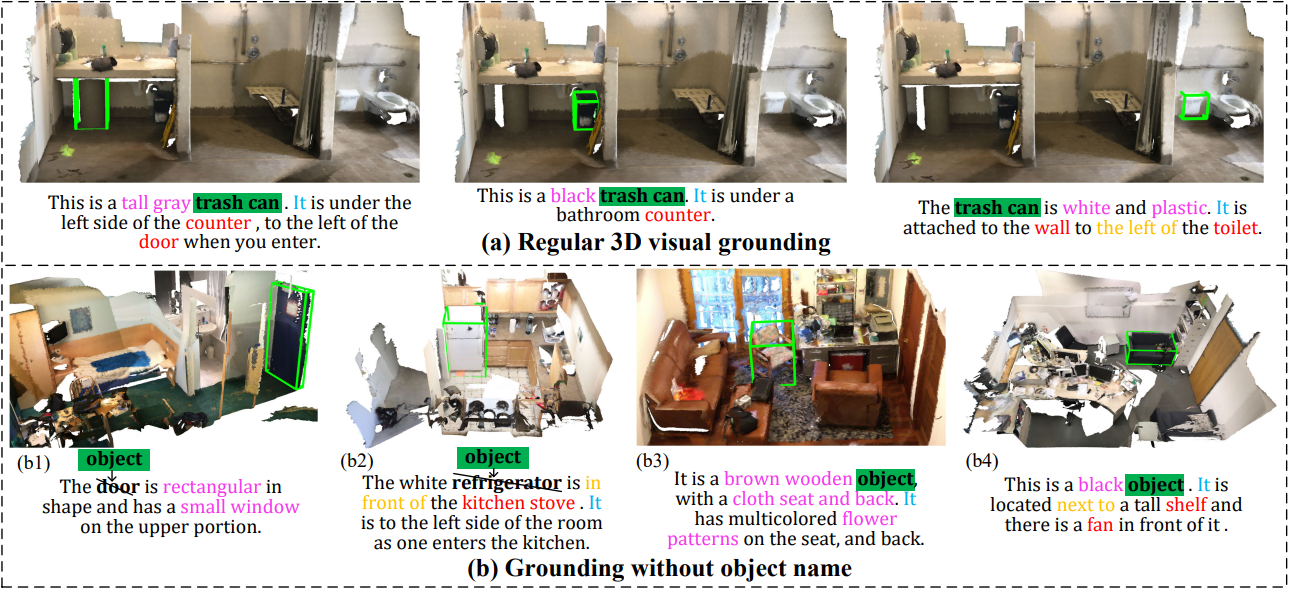 This is a tall gray trash can . It is under the
left side of the counter , to the left of the
door when you enter.
This is a black trash can. It is under a
bathroom counter.
The trash can is white and plastic. It is
attached to the wall to the left of the toilet.
(a) Regular 3D visual grounding
(b1)
object
The door is rectangular in
shape and has a small window
on the upper portion.
(b2)
object
The white refrigerator is in
front of the kitchen stove . It
is to the left side of the room
as one enters the kitchen.
(b3)
It is a brown wooden object,
with a cloth seat and back. It
has multicolored flower
patterns on the seat, and back.
(b4)
This is a black object . It is
located next to a tall shelf and
there is a fan in front of it .
(b) Grounding without object name